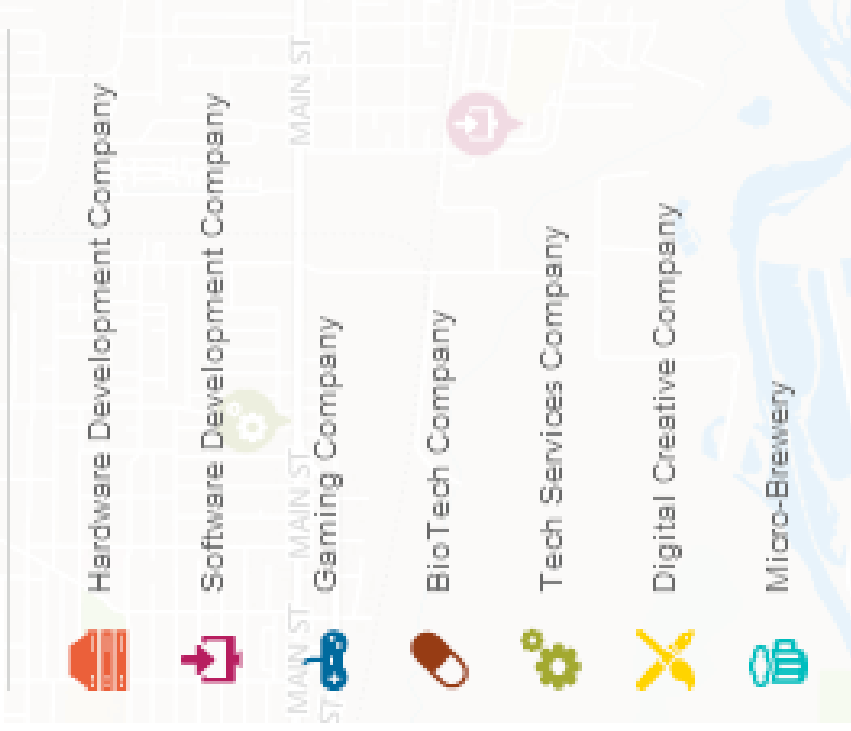 Hardware Development Company
Software Development Company
MAIN ST
MAIN ST
MAIN ST
ST
Gaming Company
BioTech Company
Tech Services Company
Digital Creative Company
Micro-Brewery